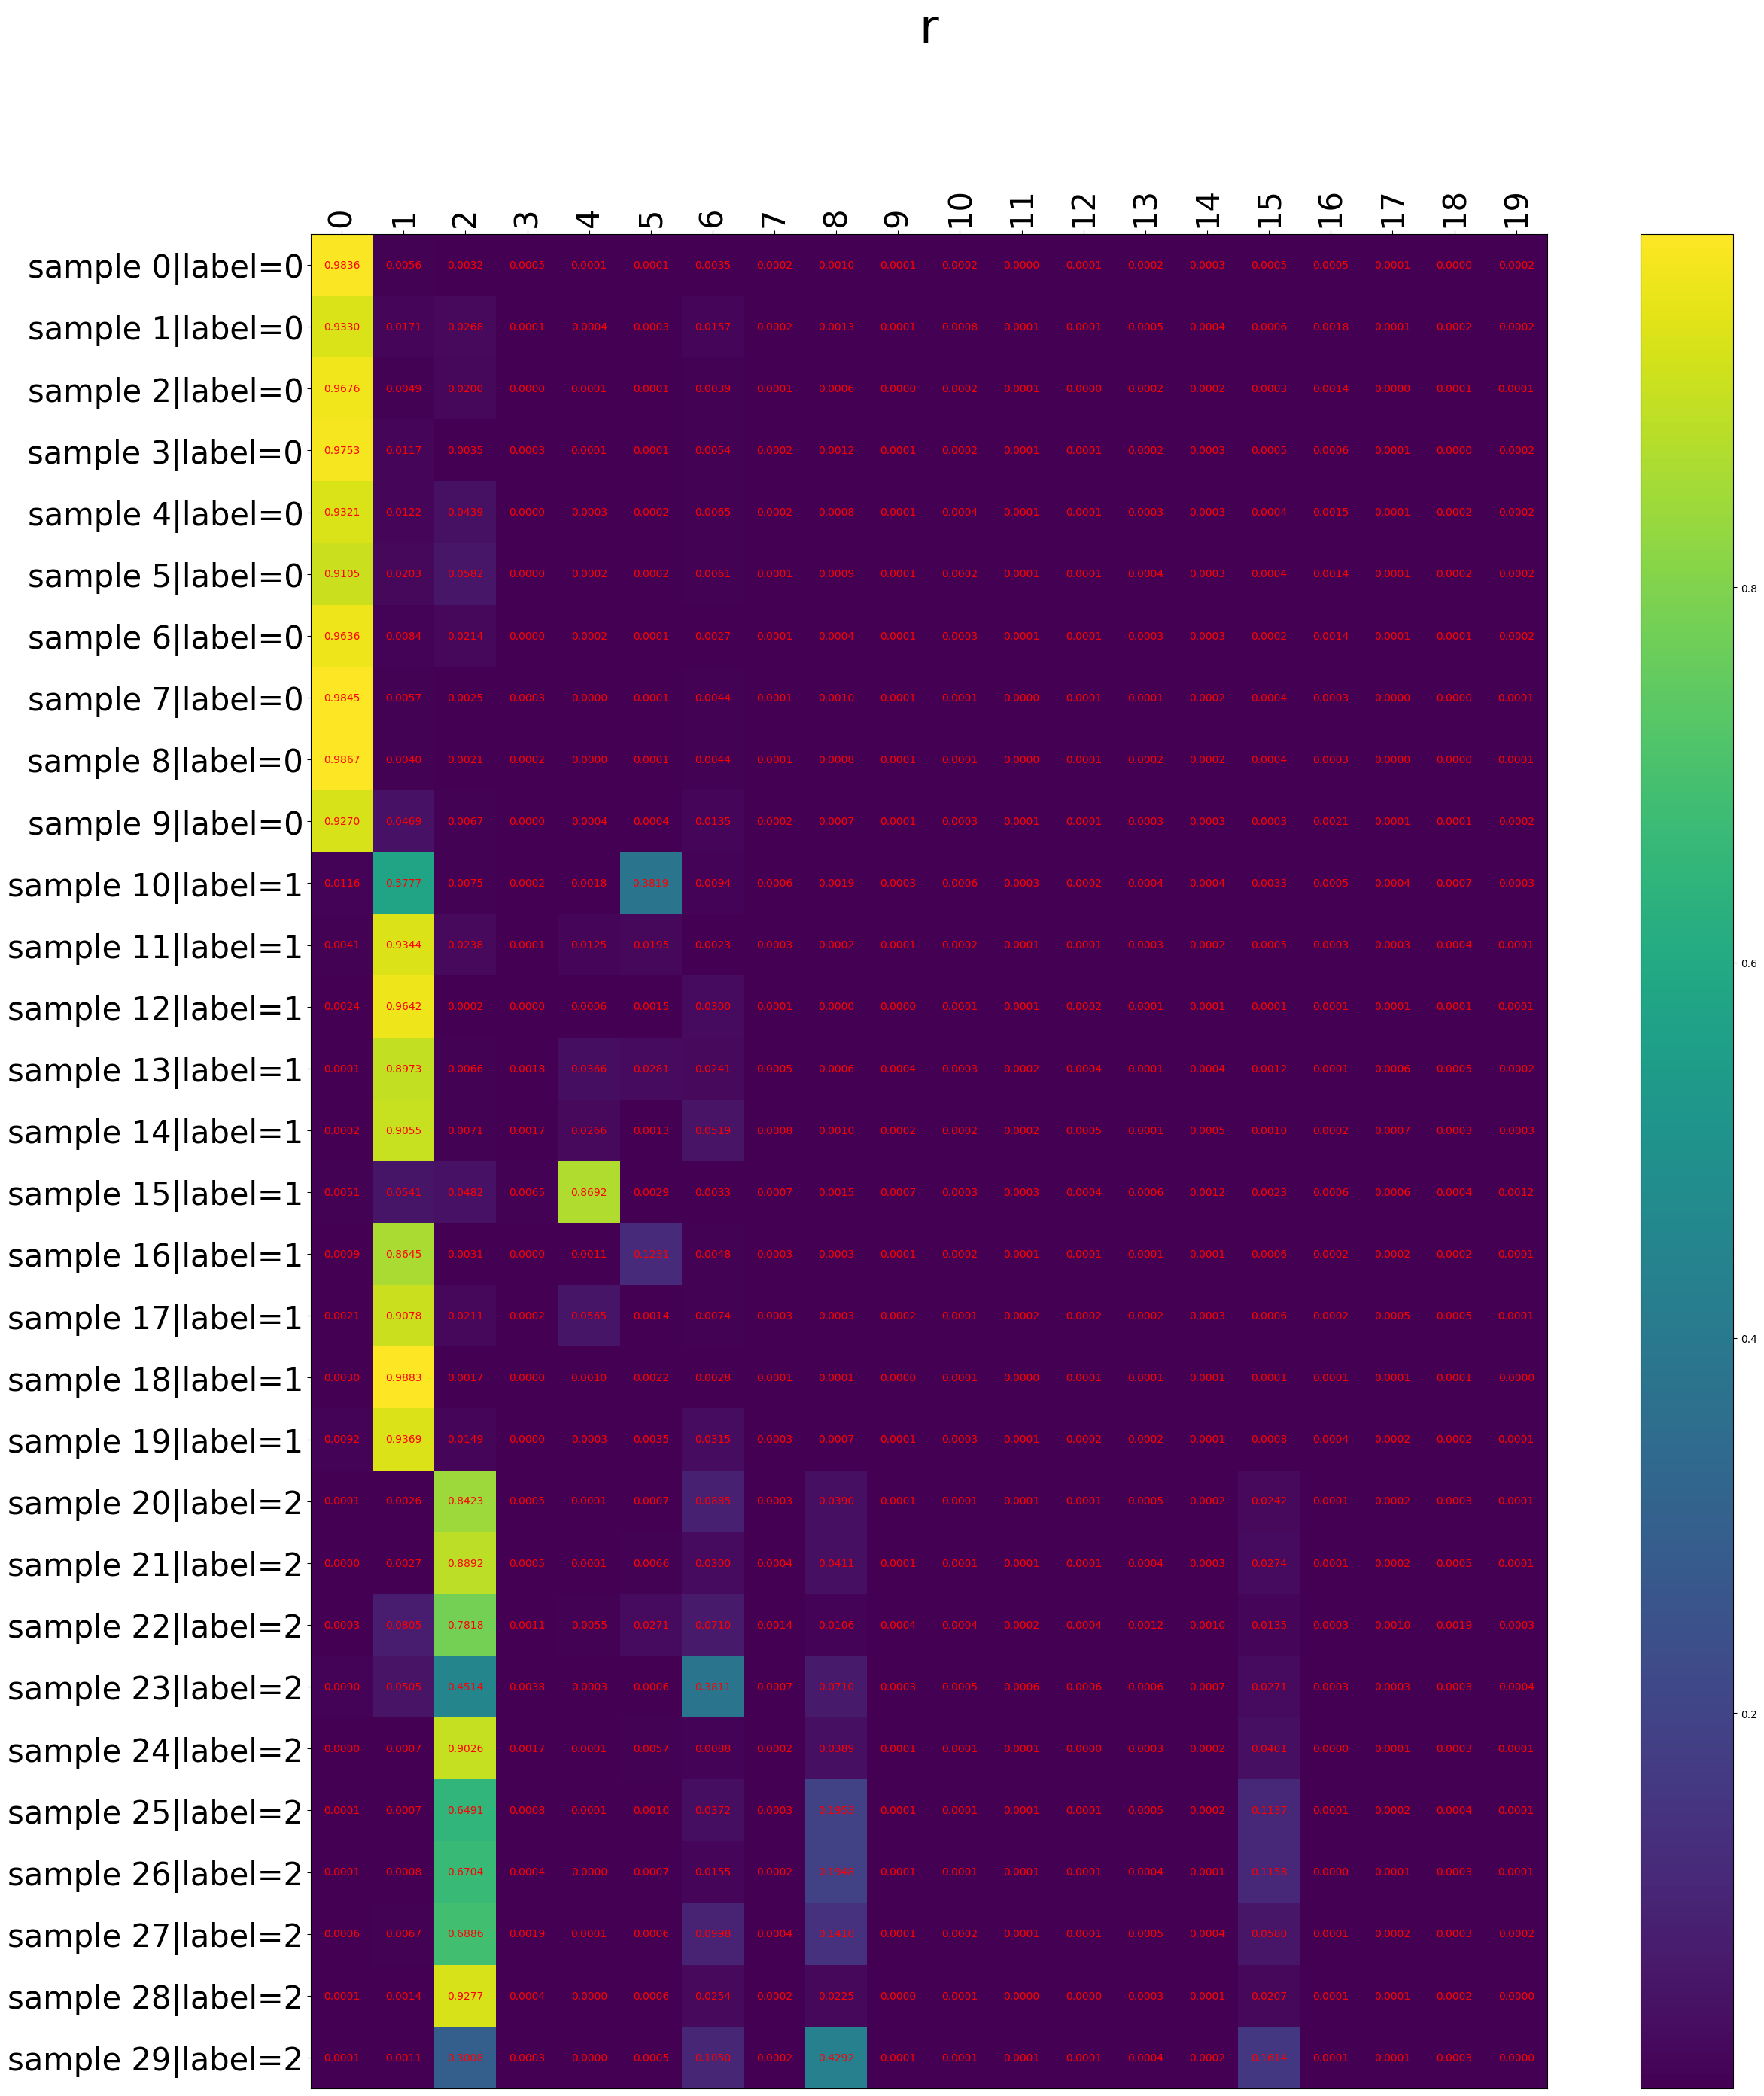 r
0 1 2 3 4 5 6 7 8 9 10 11 12 13 14 15 16 17 18 19
sample 0|label=0 0.9836 0.0056 0.0032 0.0005 0.0001 0.0001 0.0035 0.0002 0.0010 0.0001 0.0002 0.0000 0.0001 0.0002 0.0003 0.0005 0.0005 0.0001 0.0000 0.0002
sample 1|label=0 0.9330 0.0171 0.0268 0.0001 0.0004 0.0003 0.0157 0.0002 0.0013 0.0001 0.0008 0.0001 0.0001 0.0005 0.0004 0.0006 0.0018 0.0001 0.0002 0.0002
sample 2|label=0 0.9676 0.0049 0.0200 0.0000 0.0001 0.0001 0.0039 0.0001 0.0006 0.0000 0.0002 0.0001 0.0000 0.0002 0.0002 0.0003 0.0014 0.0000 0.0001 0.0001
sample 3|label=0 0.9753 0.0117 0.0035 0.0003 0.0001 0.0001 0.0054 0.0002 0.0012 0.0001 0.0002 0.0001 0.0001 0.0002 0.0003 0.0005 0.0006 0.0001 0.0000 0.0002
sample 4|label=0 0.9321 0.0122 0.0439 0.0000 0.0003 0.0002 0.0065 0.0002 0.0008 0.0001 0.0004 0.0001 0.0001 0.0003 0.0003 0.0004 0.0015 0.0001 0.0002 0.0002
sample 5|label=0 0.9105 0.0203 0.0582 0.0000 0.0002 0.0002 0.0061 0.0001 0.0009 0.0001 0.0002 0.0001 0.0001 0.0004 0.0003 0.0004 0.0014 0.0001 0.0002 0.0002
sample 6|label=0 0.9636 0.0084 0.0214 0.0000 0.0002 0.0001 0.0027 0.0001 0.0004 0.0001 0.0003 0.0001 0.0001 0.0003 0.0003 0.0002 0.0014 0.0001 0.0001 0.0002
sample 7|label=0 0.9845 0.0057 0.0025 0.0003 0.0000 0.0001 0.0044 0.0001 0.0010 0.0001 0.0001 0.0000 0.0001 0.0001 0.0002 0.0004 0.0003 0.0000 0.0000 0.0001
sample 8|label=0 0.9867 0.0040 0.0021 0.0002 0.0000 0.0001 0.0044 0.0001 0.0008 0.0001 0.0001 0.0000 0.0001 0.0002 0.0002 0.0004 0.0003 0.0000 0.0000 0.0001
sample 9|label=0 0.9270 0.0469 0.0067 0.0000 0.0004 0.0004 0.0135 0.0002 0.0007 0.0001 0.0003 0.0001 0.0001 0.0003 0.0003 0.0003 0.0021 0.0001 0.0001 0.0002
sample 10|label=1 0.0116 0.5777 0.0075 0.0002 0.0018 0.3819 0.0094 0.0006 0.0019 0.0003 0.0006 0.0003 0.0002 0.0004 0.0004 0.0033 0.0005 0.0004 0.0007 0.0003
sample 11|label=1 0.0041 0.9344 0.0238 0.0001 0.0125 0.0195 0.0023 0.0003 0.0002 0.0001 0.0002 0.0001 0.0001 0.0003 0.0002 0.0005 0.0003 0.0003 0.0004 0.0001
sample 12|label=1 0.0024 0.9642 0.0002 0.0000 0.0006 0.0015 0.0300 0.0001 0.0000 0.0000 0.0001 0.0001 0.0002 0.0001 0.0001 0.0001 0.0001 0.0001 0.0001 0.0001
sample 13|label=1 0.0001 0.8973 0.0066 0.0018 0.0366 0.0281 0.0241 0.0005 0.0006 0.0004 0.0003 0.0002 0.0004 0.0001 0.0004 0.0012 0.0001 0.0006 0.0005 0.0002
sample 14|label=1 0.0002 0.9055 0.0071 0.0017 0.0266 0.0013 0.0519 0.0008 0.0010 0.0002 0.0002 0.0002 0.0005 0.0001 0.0005 0.0010 0.0002 0.0007 0.0003 0.0003
sample 15|label=1 0.0051 0.0541 0.0482 0.0065 0.8692 0.0029 0.0033 0.0007 0.0015 0.0007 0.0003 0.0003 0.0004 0.0006 0.0012 0.0023 0.0006 0.0006 0.0004 0.0012
sample 16|label=1 0.0009 0.8645 0.0031 0.0000 0.0011 0.1231 0.0048 0.0003 0.0003 0.0001 0.0002 0.0001 0.0001 0.0001 0.0001 0.0006 0.0002 0.0002 0.0002 0.0001
sample 17|label=1 0.0021 0.9078 0.0211 0.0002 0.0565 0.0014 0.0074 0.0003 0.0003 0.0002 0.0001 0.0002 0.0002 0.0002 0.0003 0.0006 0.0002 0.0005 0.0005 0.0001
sample 18|label=1 0.0030 0.9883 0.0017 0.0000 0.0010 0.0022 0.0028 0.0001 0.0001 0.0000 0.0001 0.0000 0.0001 0.0001 0.0001 0.0001 0.0001 0.0001 0.0001 0.0000
sample 19|label=1 0.0092 0.9369 0.0149 0.0000 0.0003 0.0035 0.0315 0.0003 0.0007 0.0001 0.0003 0.0001 0.0002 0.0002 0.0001 0.0008 0.0004 0.0002 0.0002 0.0001
sample 20|label=2 0.0001 0.0026 0.8423 0.0005 0.0001 0.0007 0.0885 0.0003 0.0390 0.0001 0.0001 0.0001 0.0001 0.0005 0.0002 0.0242 0.0001 0.0002 0.0003 0.0001
sample 21|label=2 0.0000 0.0027 0.8892 0.0005 0.0001 0.0066 0.0300 0.0004 0.0411 0.0001 0.0001 0.0001 0.0001 0.0004 0.0003 0.0274 0.0001 0.0002 0.0005 0.0001
sample 22|label=2 0.0003 0.0805 0.7818 0.0011 0.0055 0.0271 0.0710 0.0014 0.0106 0.0004 0.0004 0.0002 0.0004 0.0012 0.0010 0.0135 0.0003 0.0010 0.0019 0.0003
sample 23|label=2 0.0090 0.0505 0.4514 0.0038 0.0003 0.0006 0.3811 0.0007 0.0710 0.0003 0.0005 0.0006 0.0006 0.0006 0.0007 0.0271 0.0003 0.0003 0.0003 0.0004
sample 24|label=2 0.0000 0.0007 0.9026 0.0017 0.0001 0.0057 0.0088 0.0002 0.0389 0.0001 0.0001 0.0001 0.0000 0.0003 0.0002 0.0401 0.0000 0.0001 0.0003 0.0001
sample 25|label=2 0.0001 0.0007 0.6491 0.0008 0.0001 0.0010 0.0372 0.0003 0.0001 0.0001 0.0001 0.0001 0.0005 0.0002 0.1137 0.0001 0.0002 0.0004 0.0001
sample 26|label=2 0.0001 0.0008 0.6704 0.0004 0.0000 0.0007 0.0155 0.0002 0.0001 0.0001 0.0001 0.0001 0.0004 0.0001 0.1158 0.0000 0.0001 0.0003 0.0001
sample 27|label=2 0.0006 0.0067 0.6886 0.0019 0.0001 0.0006 0.0998 0.0004 0.1410 0.0001 0.0002 0.0001 0.0001 0.0005 0.0004 0.0580 0.0001 0.0002 0.0003 0.0002
sample 28|label=2 0.0001 0.0014 0.9277 0.0004 0.0000 0.0006 0.0254 0.0002 0.0225 0.0000 0.0001 0.0000 0.0000 0.0003 0.0001 0.0207 0.0001 0.0001 0.0002 0.0000
sample 29|label=2 0.0001 0.0011 0.0003 0.0000 0.0005 0.1050 0.0002 0.4292 0.0001 0.0001 0.0001 0.0001 0.0004 0.0002 0.1614 0.0001 0.0001 0.0003 0.0000
0.8
0.6
0.4
0.2